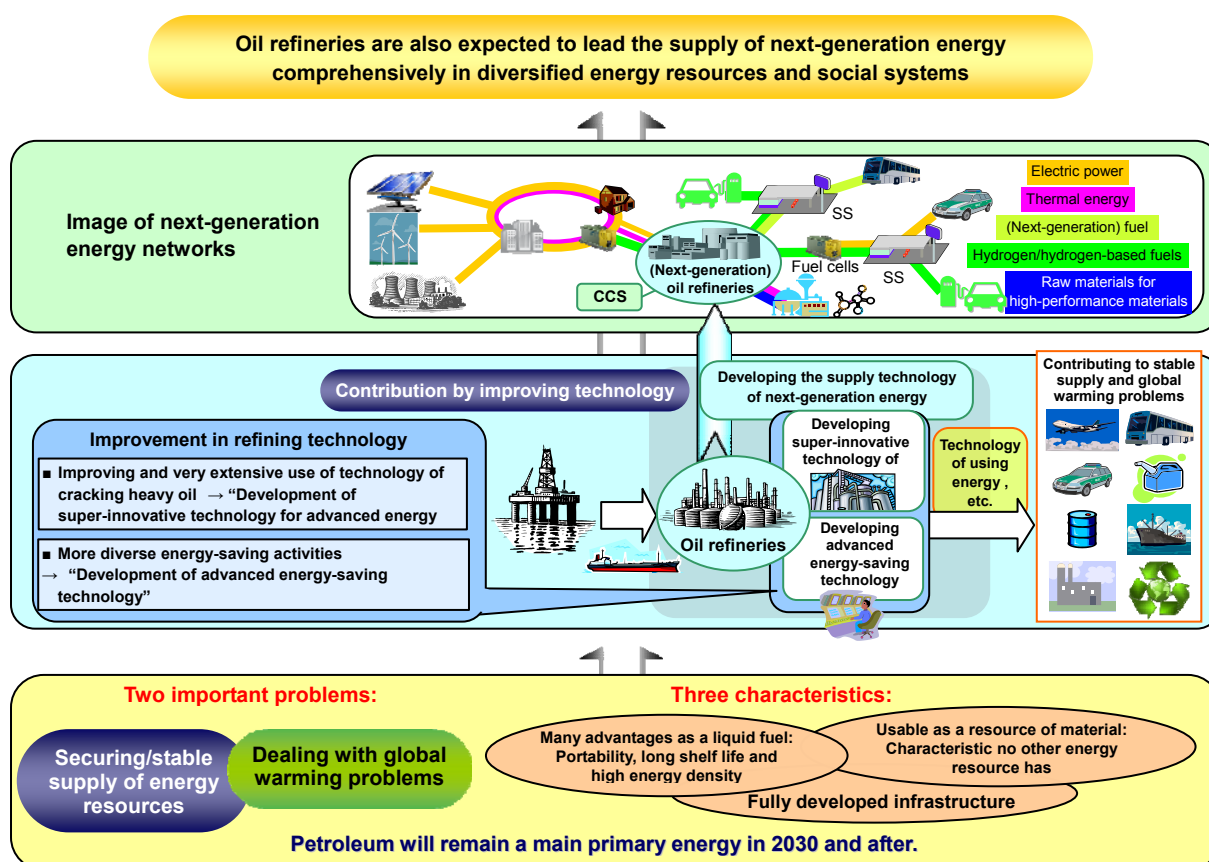 Oil refineries are also expected to lead the supply of next-generation energy
comprehensively in diversified energy resources and social systems
Image of next-generation
energy networks
SS
Electric power
Thermal energy
(Next-generation) fuel
Hydrogen/hydrogen-based fuels
Raw materials for
high-performance materials
(Next-generation)
oil refineries
Fuel cells
SS
CCS
Contribution by improving technology
Developing the supply technology
of next-generation energy
Contributing to stable
supply and global
warming problems
Improvement in refining technology
■ Improving and very extensive use of technology of
cracking heavy oil → “Development of
super-innovative technology for advanced energy
■ More diverse energy-saving activities
→ “Development of advanced energy-saving
technology”
Oil refineries
Developing
super-innovative
technology of
Developing
advanced
energy-saving
technology
Technology
of using
energy ,
etc.
Two important problems:
Securing/stable
supply of energy
resources
Dealing with global
warming problems
Three characteristics:
Many advantages as a liquid fuel:
Portability, long shelf life and
high energy density
Usable as a resource of material:
Characteristic no other energy
resource has
Fully developed infrastructure
Petroleum will remain a main primary energy in 2030 and after.